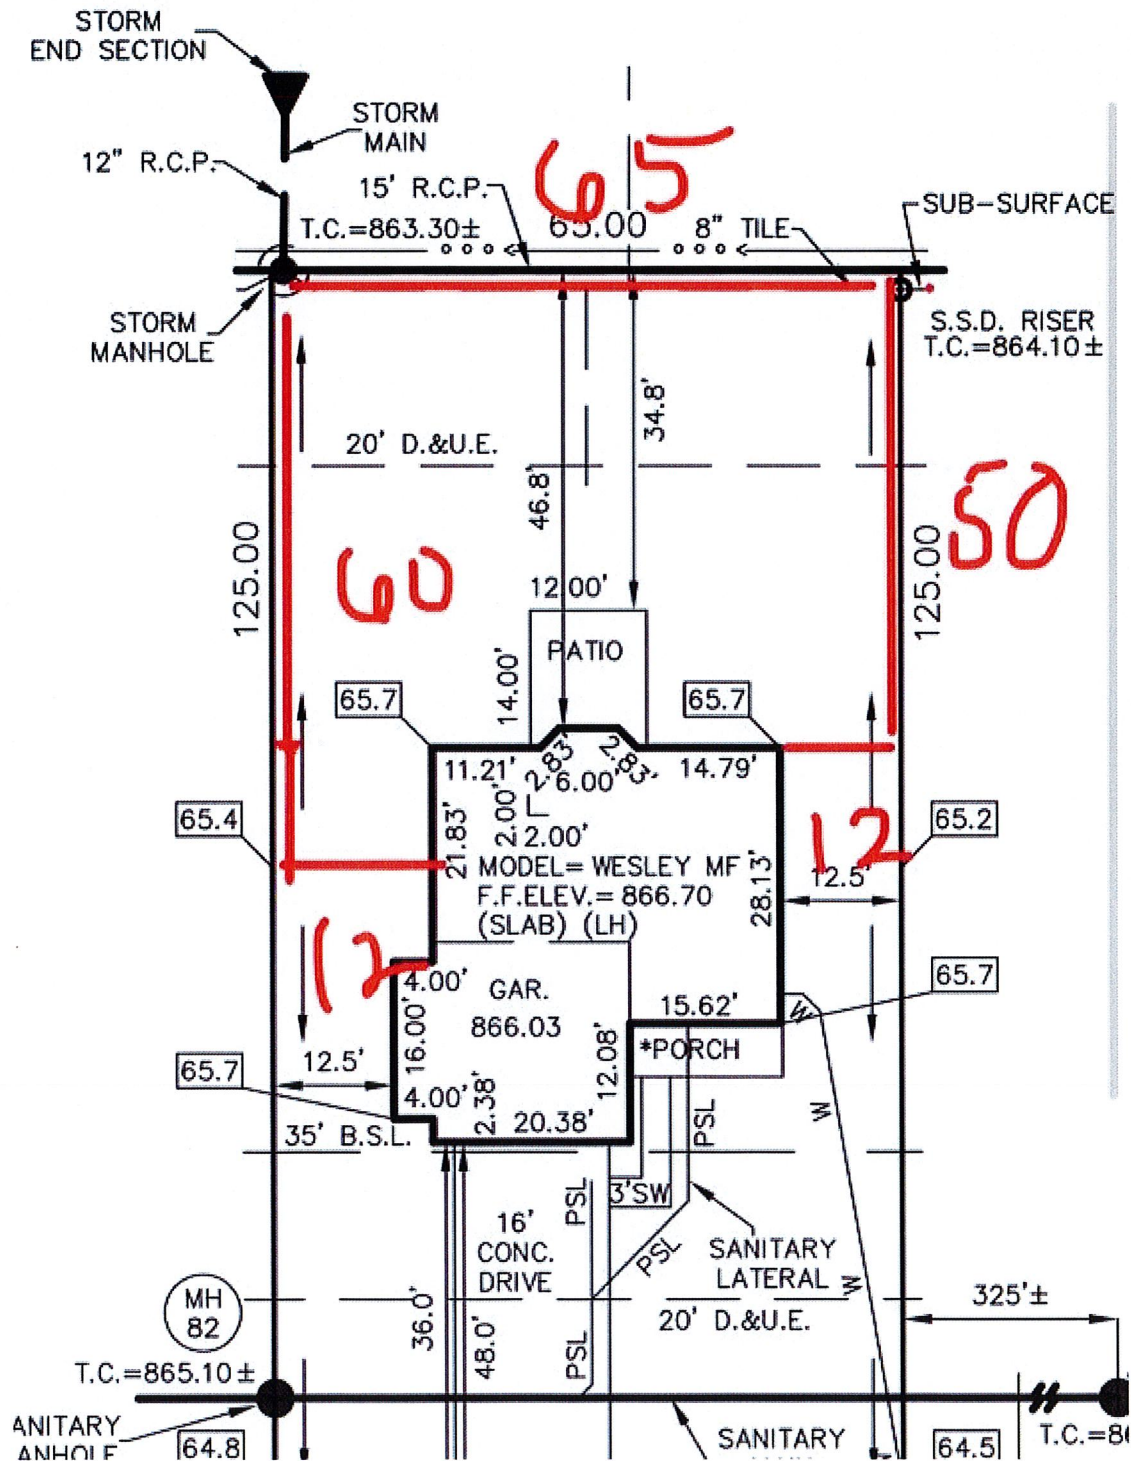 STORM
END SECTION
STORM
MAIN
12" R.C.P.
65
15' R.C.P.
SUB-SURFACE
T.C.=863.30±
65.00
8" TILE
STORM
MANHOLE
S.S.D. RISER
T.C.=864.10±
34.8'
20' D.&U.E.
46.8'
50
125.00
125.00
60
12.00'
PATIO
14.00'
65.7
65.7
11.21'
2.83'
6.00'
2.83'
14.79'
65.4
21.83'
2.00'
2.00'
12
65.2
MODEL= WESLEY MF
F.F.ELEV.= 866.70
(SLAB) (LH)
28.13'
12.5'
12
4.00'
GAR.
866.03
16.00'
15.62'
65.7
W
*PORCH
12.08'
12.5'
65.7
4.00'
2.38'
20.38'
PSL
W
35' B.S.L.
3'SW
PSL
16'
CONC.
DRIVE
PSL
SANITARY
LATERAL
W
MH
82
36.0'
48.0'
20' D.&U.E.
325'±
PSL
T.C.=865.10±
ANITARY
ANHOLE
64.8
SANITARY
64.5
T.C.=86